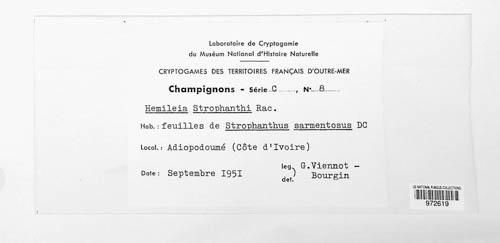 Laboratoire de Cryptogamie
du Muséum National d'Histoire Naturelle
CRYPTOGAMES DES TERRITOIRES FRANÇAIS D'OUTRE-MER
Champignons - Série C, N° 8
Hemileia Strophanthi Rac.
Hab.: feuilles de Strophanthus sarmentosus DC
Local.: Adiopodoumé (Côte d'Ivoire)
Date: Septembre 1951
leg.) G.Viennot -
det.) Bourgin
US NATIONAL FUNGUS COLLECTIONS
972619